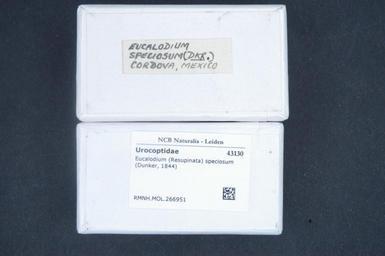 EUCALODIUM
SPECIOSUM (DKR.)
CORDOVA, MEXICO
NCB Naturalis - Leiden
Urocoptidae 43130
Eucalodium (Resupinata) speciosum
(Dunker, 1844)
RMNH.MOL.266951